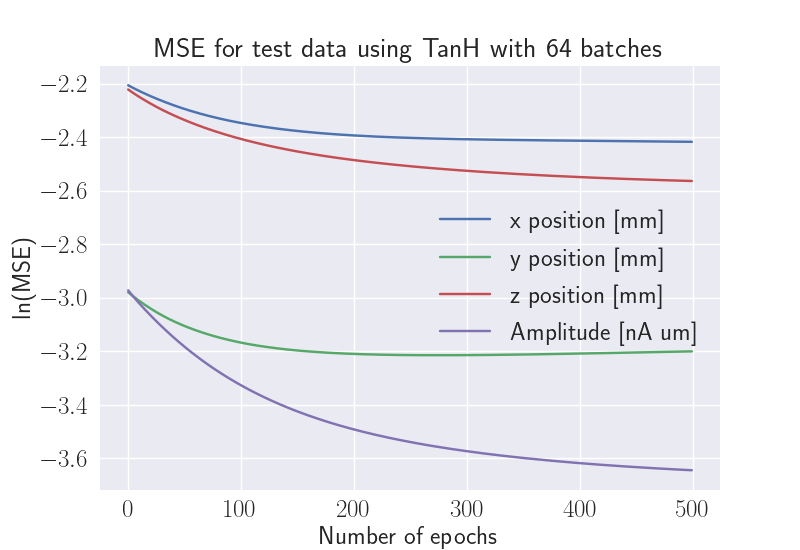 MSE for test data using TanH with 64 batches
−2.2
−2.4
−2.6
−2.8
−3.0
−3.2
−3.4
−3.6
ln(MSE)
x position [mm]
y position [mm]
z position [mm]
Amplitude [nA um]
0 100 200 300 400 500
Number of epochs